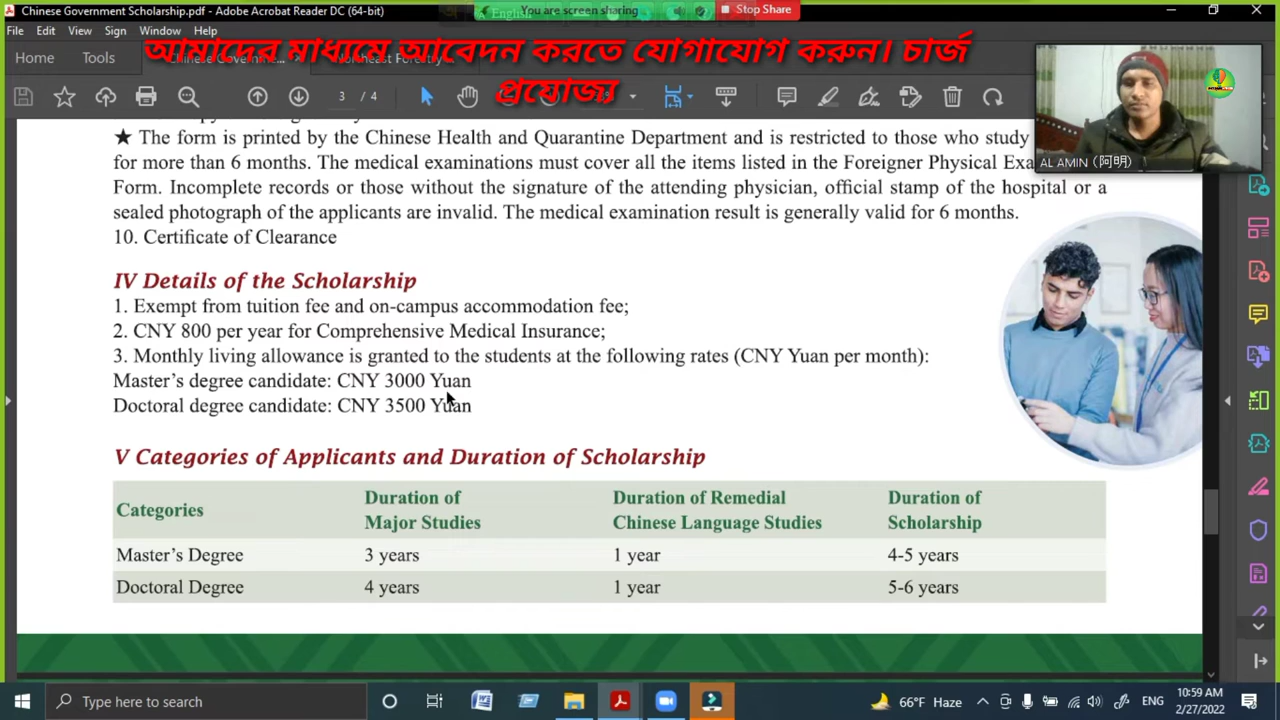 Chinese Government Scholarship.pdf - Adobe Acrobat Reader DC (64-bit)
English
You are screen sharing
Stop Share
File Edit View Sign Window Help
আমাদের মাধ্যমে আবেদন করতে যোগাযোগ করুন। চার্জ
প্রযোজ্য
Home Tools
3 / 4
AL AMIN (阿明)
★ The form is printed by the Chinese Health and Quarantine Department and is restricted to those who study
for more than 6 months. The medical examinations must cover all the items listed in the Foreigner Physical Exa
Form. Incomplete records or those without the signature of the attending physician, official stamp of the hospital or a
sealed photograph of the applicants are invalid. The medical examination result is generally valid for 6 months.
10. Certificate of Clearance
IV Details of the Scholarship
1. Exempt from tuition fee and on-campus accommodation fee;
2. CNY 800 per year for Comprehensive Medical Insurance;
3. Monthly living allowance is granted to the students at the following rates (CNY Yuan per month):
Master's degree candidate: CNY 3000 Yuan
Doctoral degree candidate: CNY 3500 Yuan
V Categories of Applicants and Duration of Scholarship
Categories
Duration of
Major Studies
Duration of Remedial
Chinese Language Studies
Duration of
Scholarship
Master's Degree 3 years 1 year 4-5 years
Doctoral Degree 4 years 1 year 5-6 years
Type here to search
66°F Haze
ENG
10:59 AM
2/27/2022